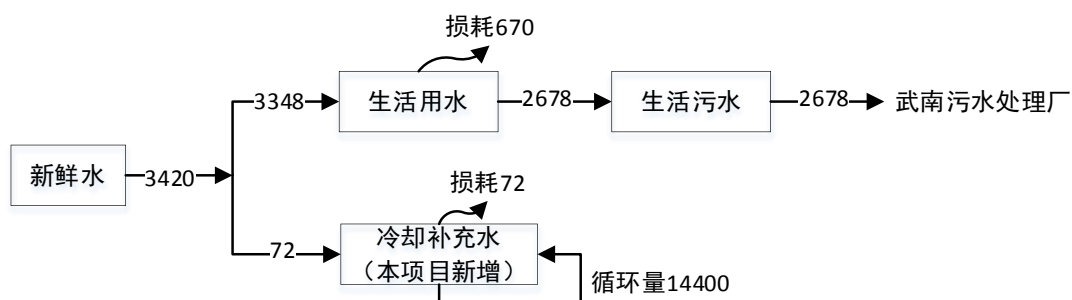 损耗670
3348
生活用水
2678
生活污水
2678
武南污水处理厂
新鲜水
3420
损耗72
72
冷却补充水
（本项目新增）
循环量14400